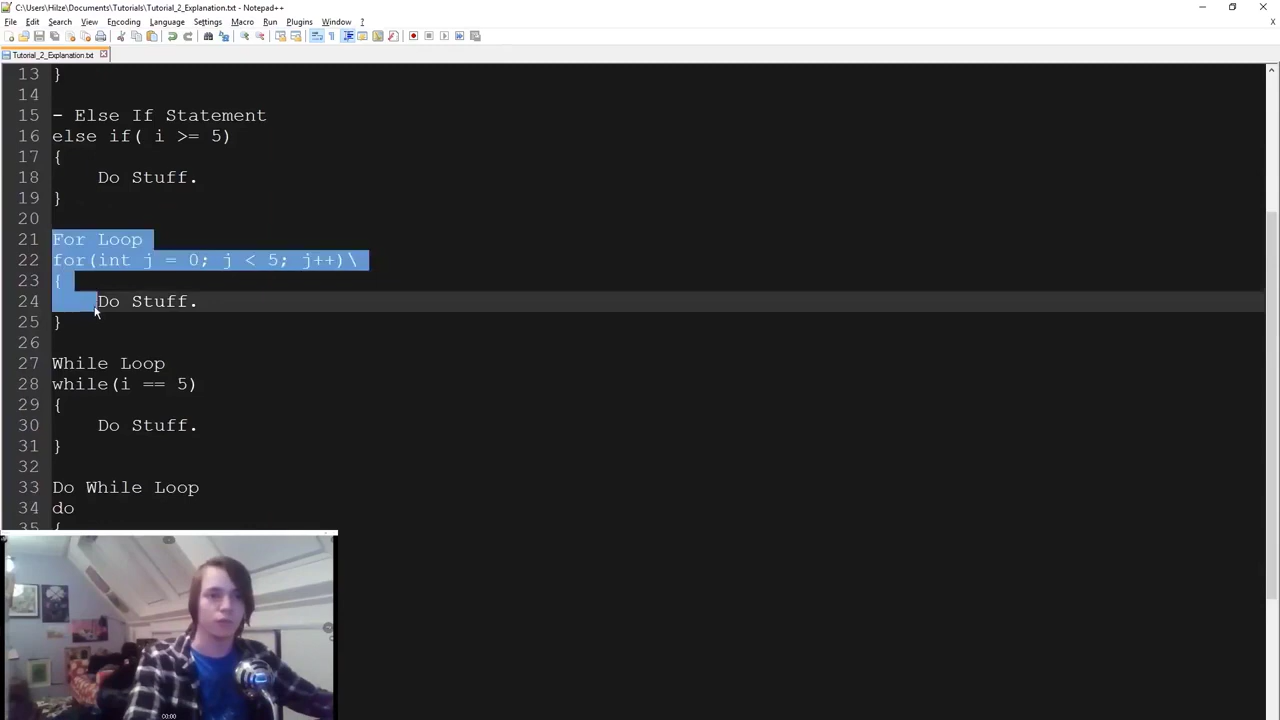 C:\Users\Hilze\Documents\Tutorials\Tutorial_2_Explanation.txt - Notepad++
File Edit Search View Encoding Language Settings Macro Run Plugins Window ?
Tutorial_2_Explanation.txt
13 }
14
15 - Else If Statement
16 else if( i >= 5)
17 {
18 Do Stuff.
19 }
20
21 For Loop
22 for(int j = 0; j < 5; j++)\
23 {
24 Do Stuff.
25 }
26
27 While Loop
28 while(i == 5)
29 {
30 Do Stuff.
31 }
32
33 Do While Loop
34 do
35 {
00:00